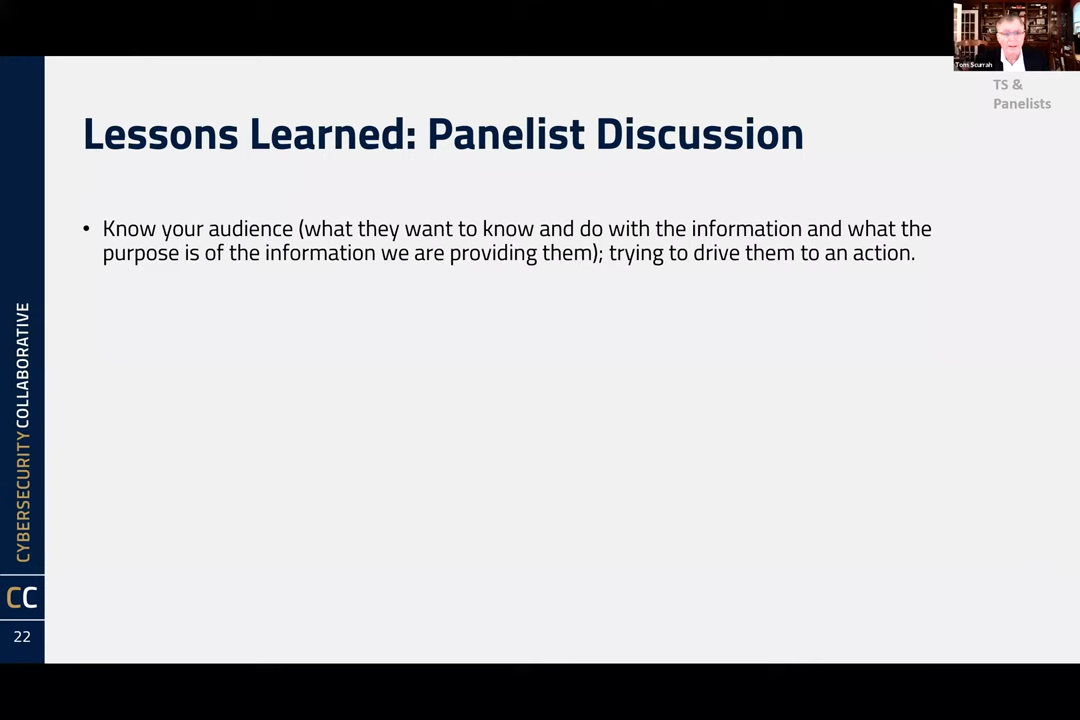 Tom Scurrah
TS &
Panelists
Lessons Learned: Panelist Discussion
• Know your audience (what they want to know and do with the information and what the
purpose is of the information we are providing them); trying to drive them to an action.
CYBERSECURITY COLLABORATIVE
CC
22